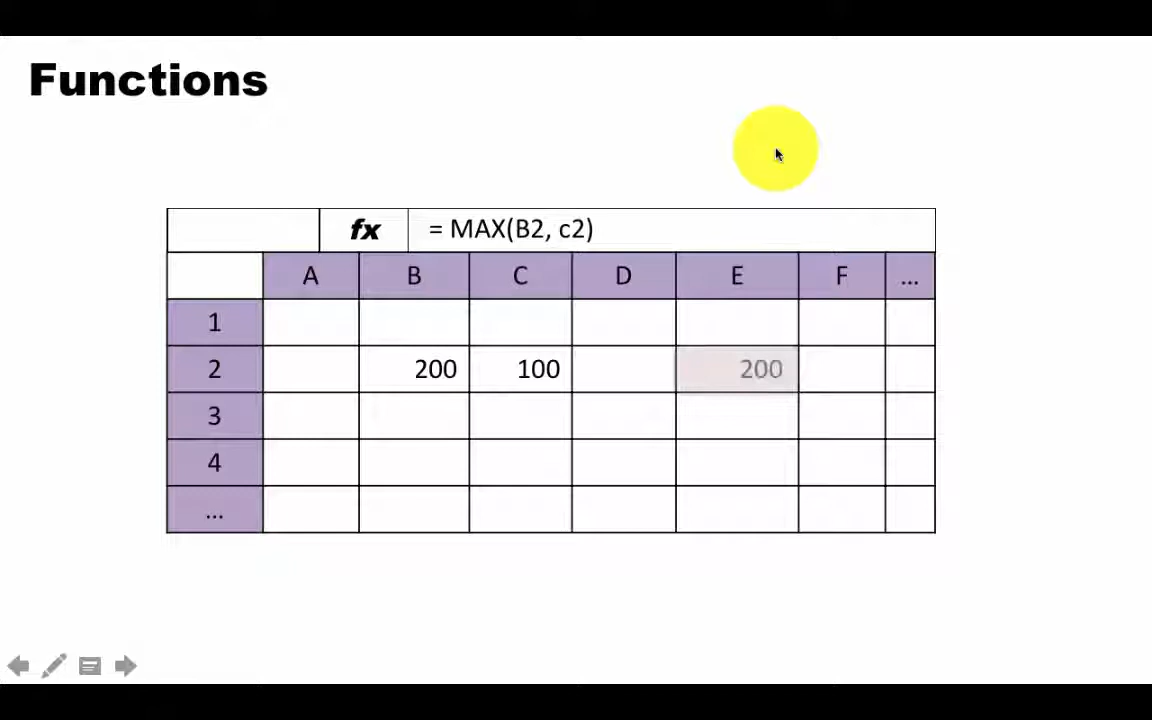 Functions
fx = MAX(B2, c2)
A B C D E F ...
1
2 200 100 200
3
4
...